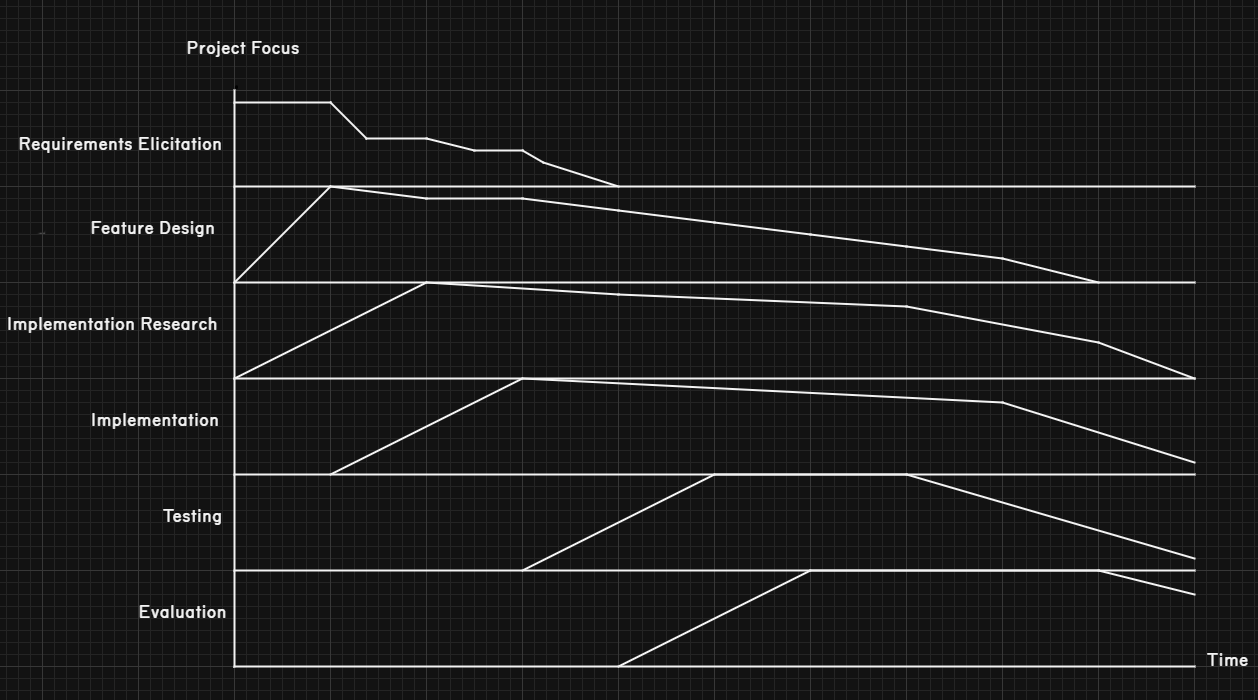 Project Focus
Requirements Elicitation
Feature Design
Implementation Research
Implementation
Testing
Evaluation
Time